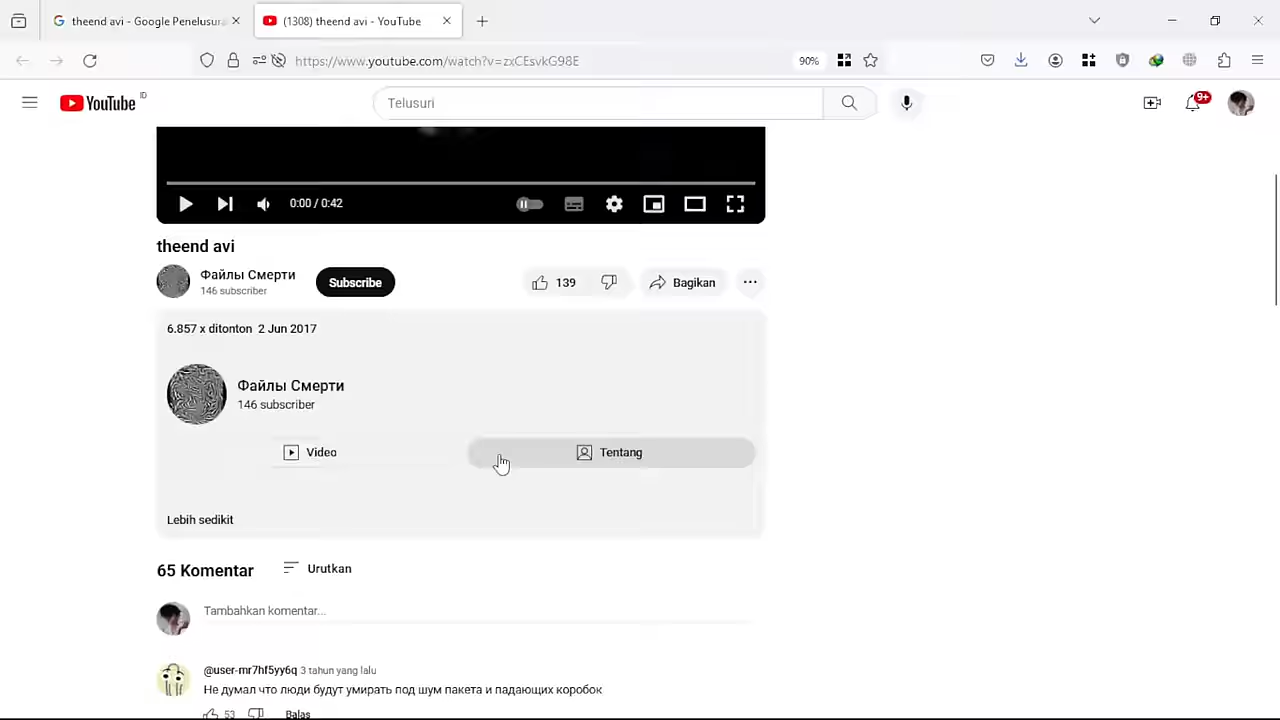 theend avi - Google Penelusura
(1308) theend avi - YouTube
https://www.youtube.com/watch?v=zxCEsvkG98E
90%
YouTube ID
Telusuri
9+
0:00 / 0:42
theend avi
Файлы Смерти
146 subscriber
Subscribe
139
Bagikan
6.857 x ditonton 2 Jun 2017
Файлы Смерти
146 subscriber
Video
Tentang
Lebih sedikit
65 Komentar
Urutkan
Tambahkan komentar...
@user-mr7hf5yy6q 3 tahun yang lalu
Не думал что люди будут умирать под шум пакета и падающих коробок
53 Balas